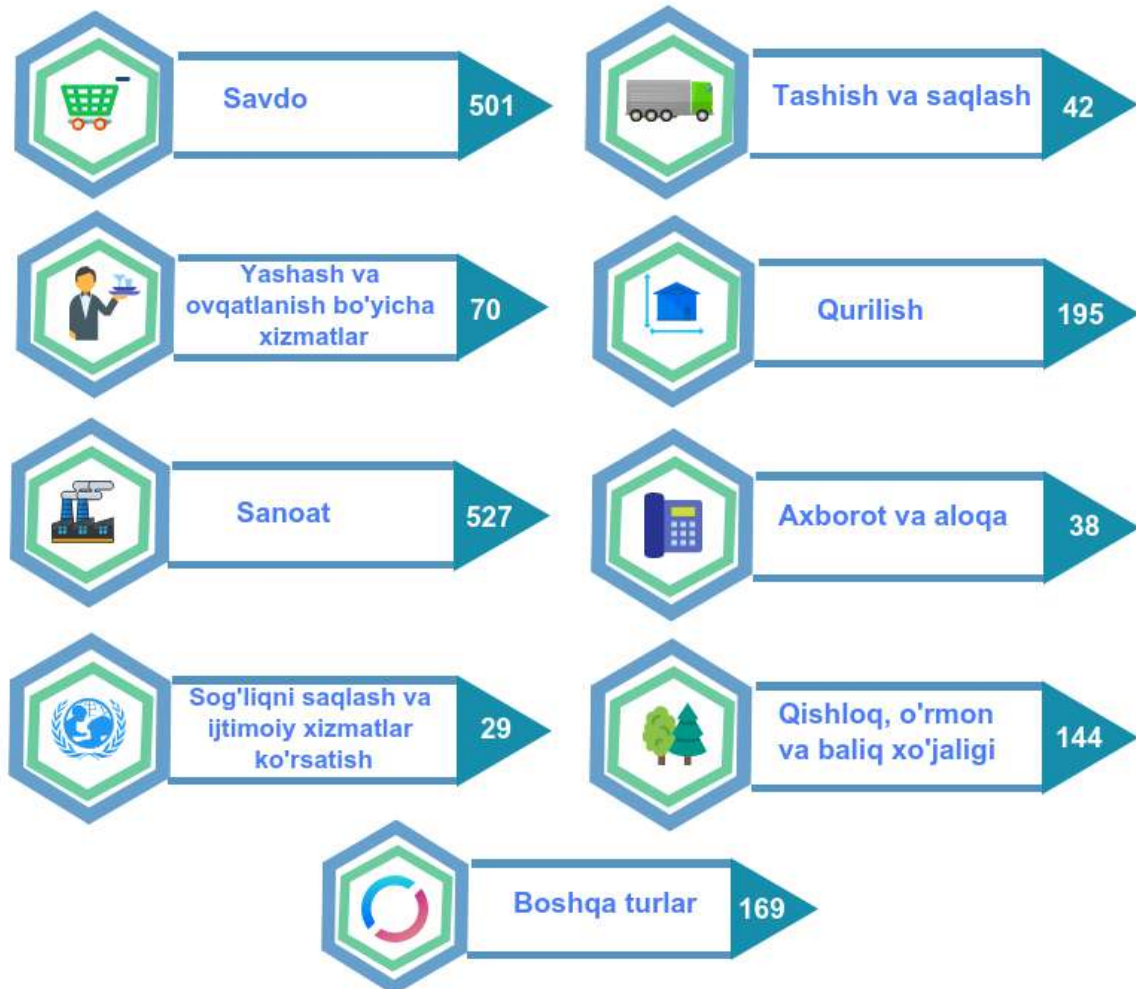 Savdo
501
Tashish va saqlash
42
Yashash va
ovqatlanish bo'yicha
xizmatlar
70
Qurilish
195
Sanoat
527
Axborot va aloqa
38
Sog'liqni saqlash va
ijtimoiy xizmatlar
ko'rsatish
29
Qishloq, o'rmon
va baliq xo'jaligi
144
Boshqa turlar
169